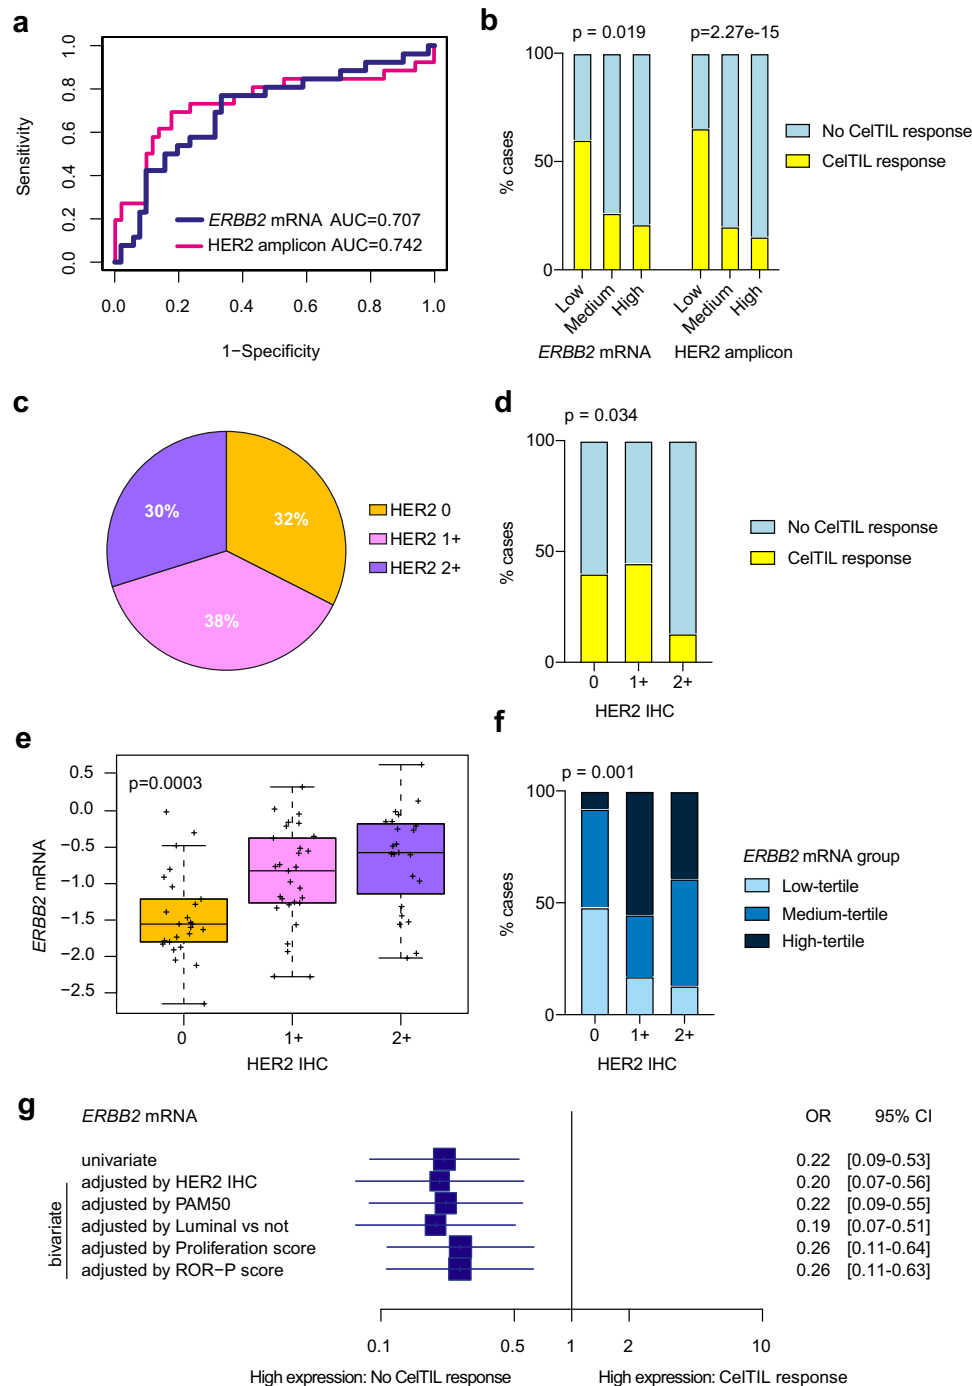 a
1.0
0.8
0.6
0.4
0.2
0.0
Sensitivity
ERBB2 mRNA AUC=0.707
HER2 amplicon AUC=0.742
0.0 0.2 0.4 0.6 0.8 1.0
1−Specificity
b
p = 0.019 p=2.27e-15
100
50
0
% cases
Low Medium High Low Medium High
ERBB2 mRNA HER2 amplicon
No CelTIL response
CelTIL response
c
30%
32%
38%
HER2 0
HER2 1+
HER2 2+
d
p = 0.034
100
50
0
% cases
0 1+ 2+
HER2 IHC
No CelTIL response
CelTIL response
e
p=0.0003
0.5
0.0
−0.5
−1.0
−1.5
−2.0
−2.5
ERBB2 mRNA
0 1+ 2+
HER2 IHC
f
p = 0.001
100
50
0
% cases
0 1+ 2+
HER2 IHC
ERBB2 mRNA group
Low-tertile
Medium-tertile
High-tertile
g
ERBB2 mRNA OR 95% CI
univariate 0.22 [0.09-0.53]
bivariate
adjusted by HER2 IHC 0.20 [0.07-0.56]
adjusted by PAM50 0.22 [0.09-0.55]
adjusted by Luminal vs not 0.19 [0.07-0.51]
adjusted by Proliferation score 0.26 [0.11-0.64]
adjusted by ROR−P score 0.26 [0.11-0.63]
0.1 0.5 1 2 10
High expression: No CelTIL response High expression: CelTIL response